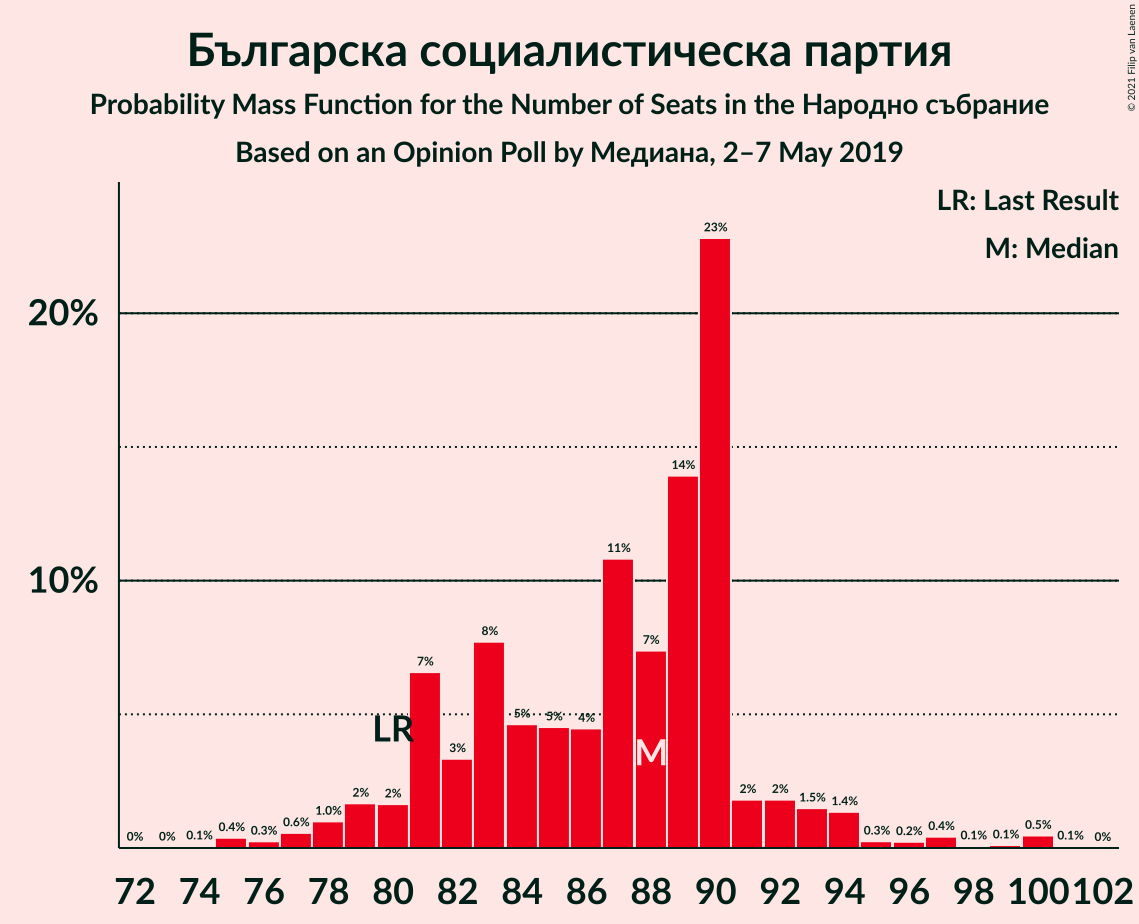 Българска социалистическа партия
Probability Mass Function for the Number of Seats in the Народно събрание
Based on an Opinion Poll by Медиана, 2–7 May 2019
© 2021 Filip van Laenen
LR: Last Result
M: Median
20%
10%
0% 0% 0.1% 0.4% 0.3% 0.6% 1.0% 2% 2% 7% 3% 8% 5% 5% 4% 11% 7% 14% 23% 2% 2% 1.5% 1.4% 0.3% 0.2% 0.4% 0.1% 0.1% 0.5% 0.1% 0%
LR
M
72 74 76 78 80 82 84 86 88 90 92 94 96 98 100 102